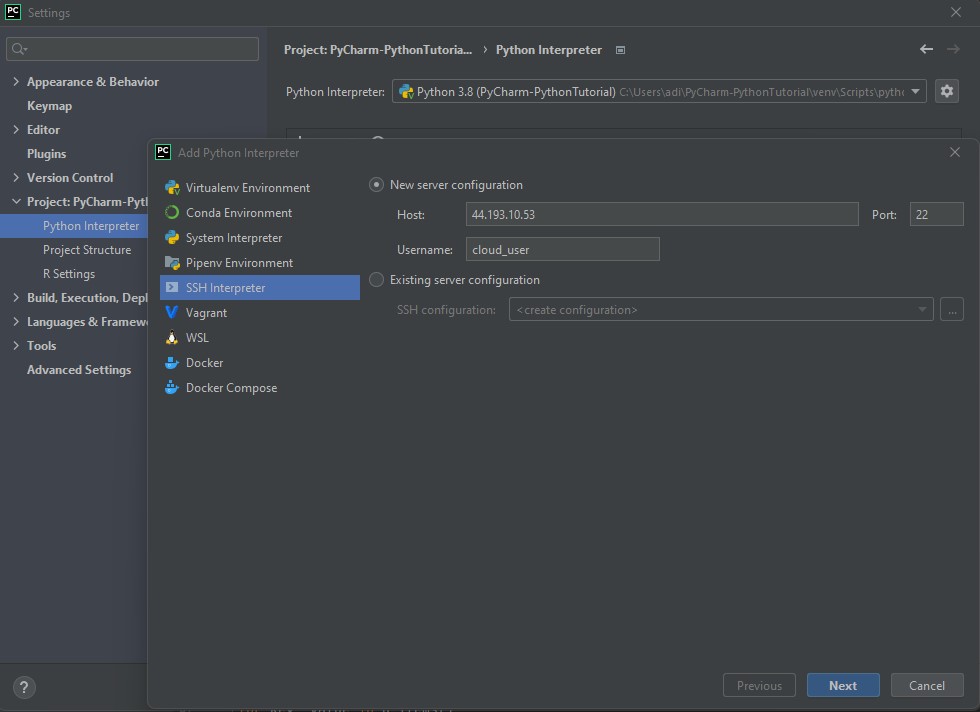 PC Settings
Project: PyCharm-PythonTutoria... › Python Interpreter
Appearance & Behavior
Python Interpreter: Python 3.8 (PyCharm-PythonTutorial) C:\Users\adi\PyCharm-PythonTutorial\venv\Scripts\pythc
Keymap
Editor
Plugins
Version Control
Project: PyCharm-Pyt
Python Interpreter
Project Structure
R Settings
Build, Execution, Depl
Languages & Framew
Tools
Advanced Settings
?
PC Add Python Interpreter
Virtualenv Environment
Conda Environment
System Interpreter
Pipenv Environment
SSH Interpreter
Vagrant
WSL
Docker
Docker Compose
New server configuration
Host: 44.193.10.53 Port: 22
Username: cloud_user
Existing server configuration
SSH configuration: <create configuration> ...
Previous Next Cancel